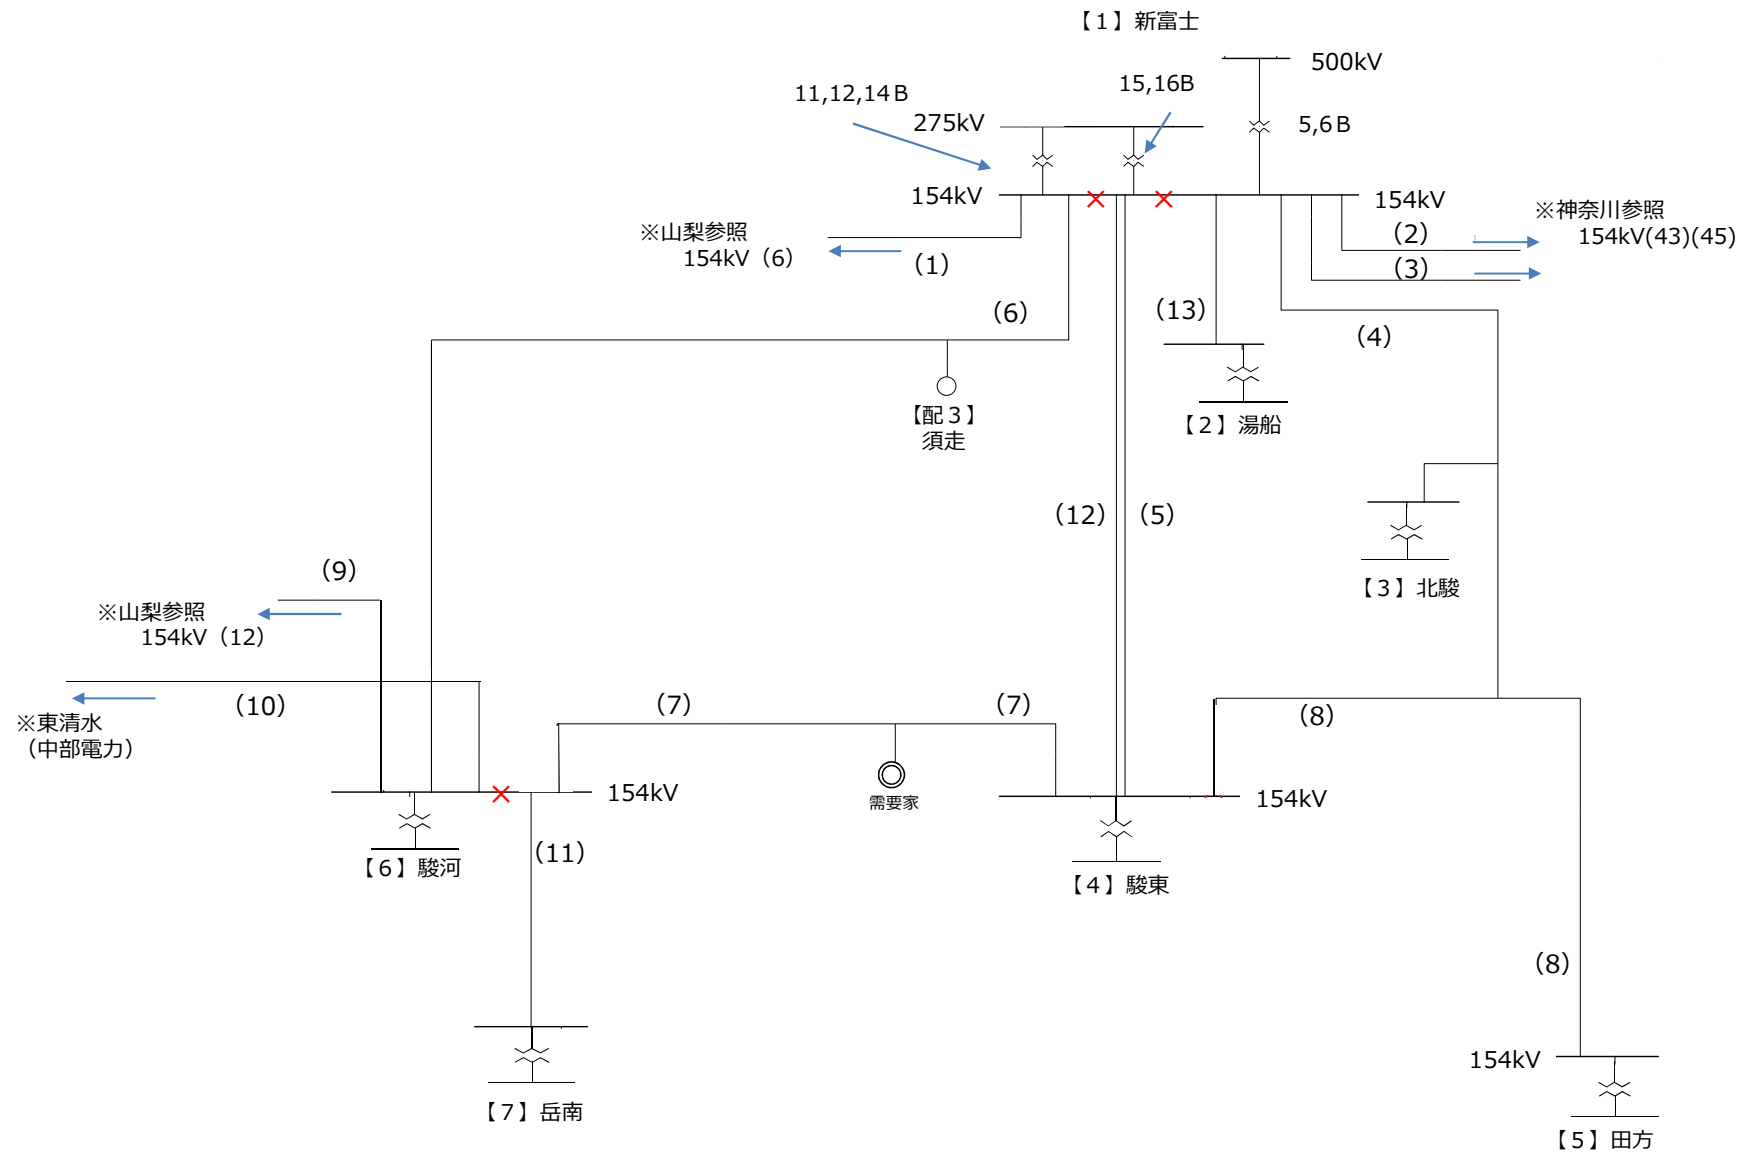 【１】新富士
500kV
15,16B
11,12,14Ｂ
275kV
5,6Ｂ
154kV
154kV
※神奈川参照
154kV(43)(45)
※山梨参照
154kV（6）
（1）
（2）
（3）
（6）
（13）
（4）
【配３】
須走
【２】湯船
（12）
（5）
（9）
【３】北駿
※山梨参照
154kV（12）
（10）
（7）
（7）
（8）
※東清水
（中部電力）
154kV
需要家
154kV
（11）
【６】駿河
【４】駿東
（8）
154kV
【７】岳南
【５】田方